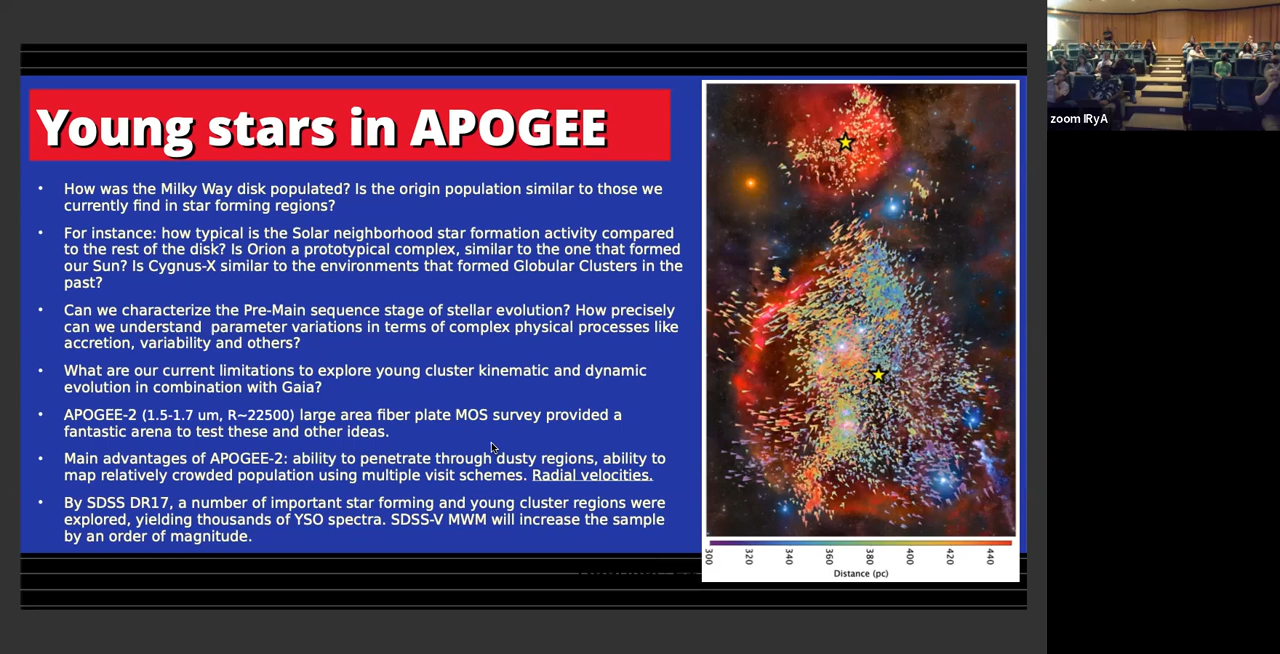 Young stars in APOGEE
• How was the Milky Way disk populated? Is the origin population similar to those we
currently find in star forming regions?
• For instance: how typical is the Solar neighborhood star formation activity compared
to the rest of the disk? Is Orion a prototypical complex, similar to the one that formed
our Sun? Is Cygnus-X similar to the environments that formed Globular Clusters in the
past?
• Can we characterize the Pre-Main sequence stage of stellar evolution? How precisely
can we understand parameter variations in terms of complex physical processes like
accretion, variability and others?
• What are our current limitations to explore young cluster kinematic and dynamic
evolution in combination with Gaia?
• APOGEE-2 (1.5-1.7 um, R~22500) large area fiber plate MOS survey provided a
fantastic arena to test these and other ideas.
• Main advantages of APOGEE-2: ability to penetrate through dusty regions, ability to
map relatively crowded population using multiple visit schemes. Radial velocities.
• By SDSS DR17, a number of important star forming and young cluster regions were
explored, yielding thousands of YSO spectra. SDSS-V MWM will increase the sample
by an order of magnitude.
300 320 340 360 380 400 420 440
Distance (pc)
zoom IRyA